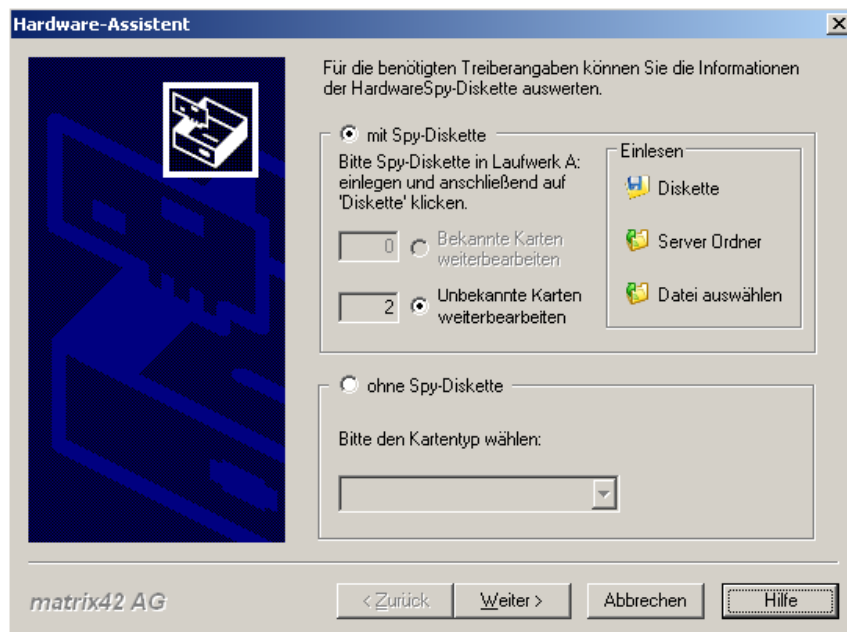 Hardware-Assistent
Für die benötigten Treiberangaben können Sie die Informationen
der HardwareSpy-Diskette auswerten.
mit Spy-Diskette
Bitte Spy-Diskette in Laufwerk A:
einlegen und anschließend auf
'Diskette' klicken.
0
Bekannte Karten
weiterbearbeiten
2
Unbekannte Karten
weiterbearbeiten
Einlesen
Diskette
Server Ordner
Datei auswählen
ohne Spy-Diskette
Bitte den Kartentyp wählen:
matrix42 AG
< Zurück
Weiter >
Abbrechen
Hilfe